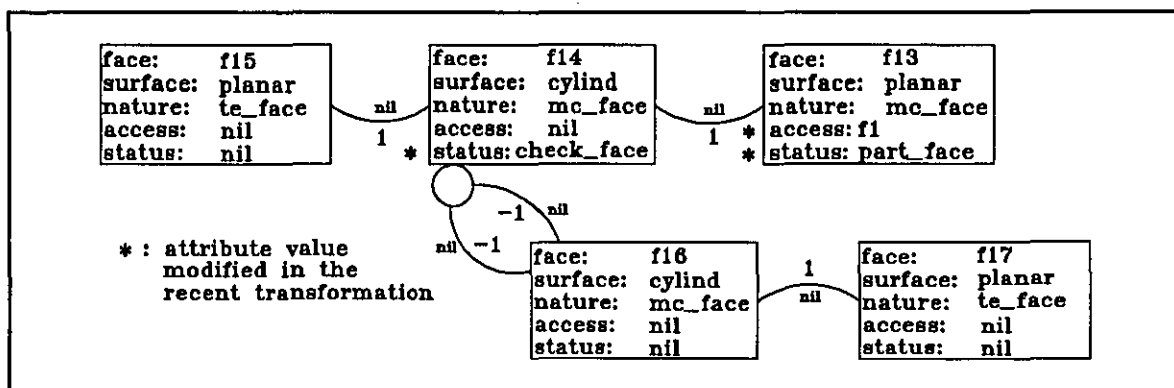 face: f15
surface: planar
nature: te_face
access: nil
status: nil
nil
1
face: f14
surface: cylind
nature: mc_face
access: nil
* status: check_face
nil
1
face: f13
surface: planar
nature: mc_face
* access: f1
* status: part_face
-1 nil
nil -1
* : attribute value
modified in the
recent transformation
face: f16
surface: cylind
nature: mc_face
access: nil
status: nil
1
nil
face: f17
surface: planar
nature: te_face
access: nil
status: nil